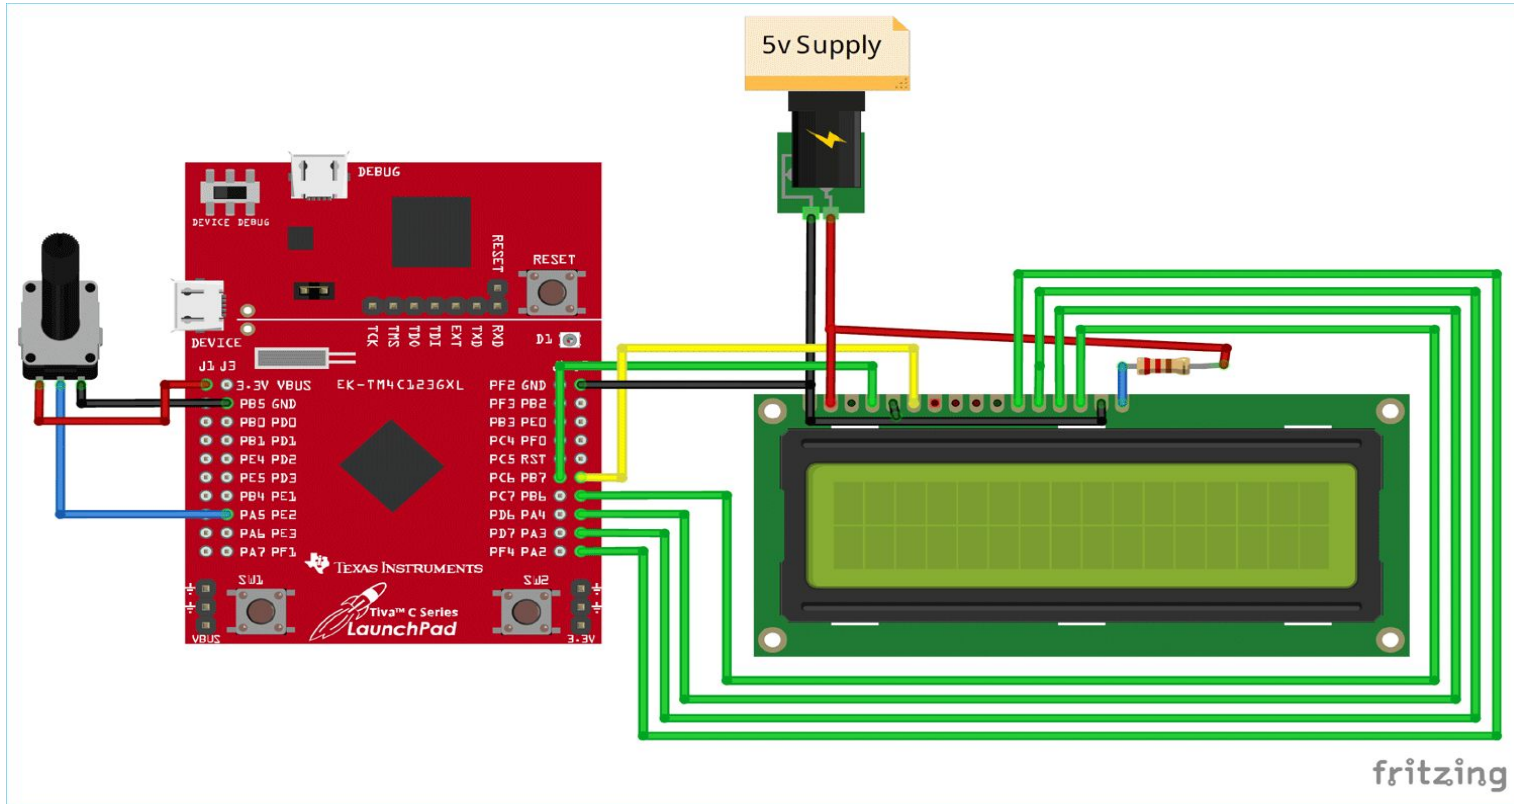 5v Supply
DEBUG
DEVICE DEBUG
RESET
RESET
TCK
TMS
TDO
TDI
EXT
TXD
RXD
DEVICE
D1
J1 J3
EK-TM4C123GXL
3.3V VBUS
PB5 GND
PB0 PD0
PB1 PD1
PE4 PD2
PE5 PD3
PB4 PE1
PA5 PE2
PA6 PE3
PA7 PF1
PF2 GND
PF3 PB2
PB3 PE0
PC4 PF0
PC5 RST
PC6 PB7
PC7 PB6
PD6 PA4
PD7 PA3
PF4 PA2
TEXAS INSTRUMENTS
SW1
SW2
Tiva™ C Series
LaunchPad
VBUS
3.3V
fritzing